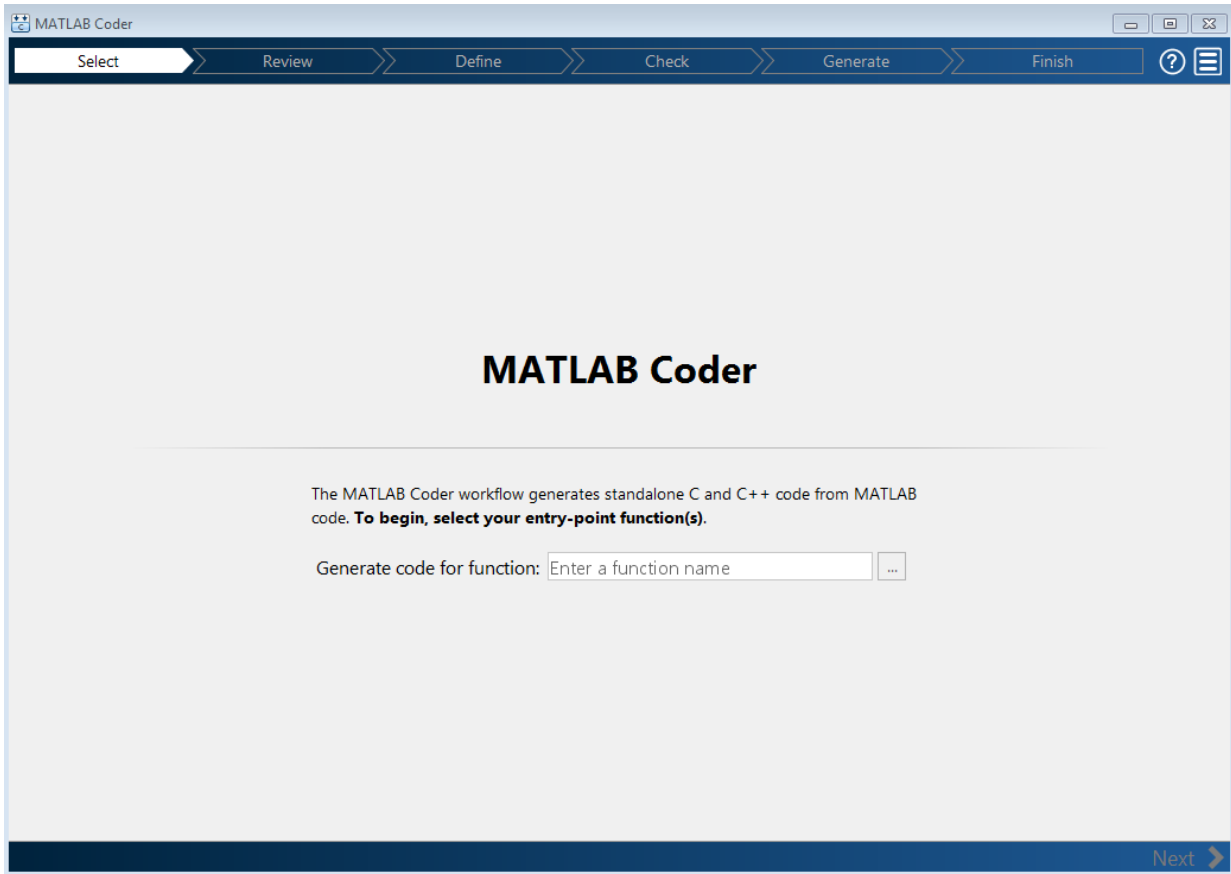 MATLAB Coder
Select Review Define Check Generate Finish ?
MATLAB Coder
The MATLAB Coder workflow generates standalone C and C++ code from MATLAB
code. To begin, select your entry-point function(s).
Generate code for function: Enter a function name ...
Next